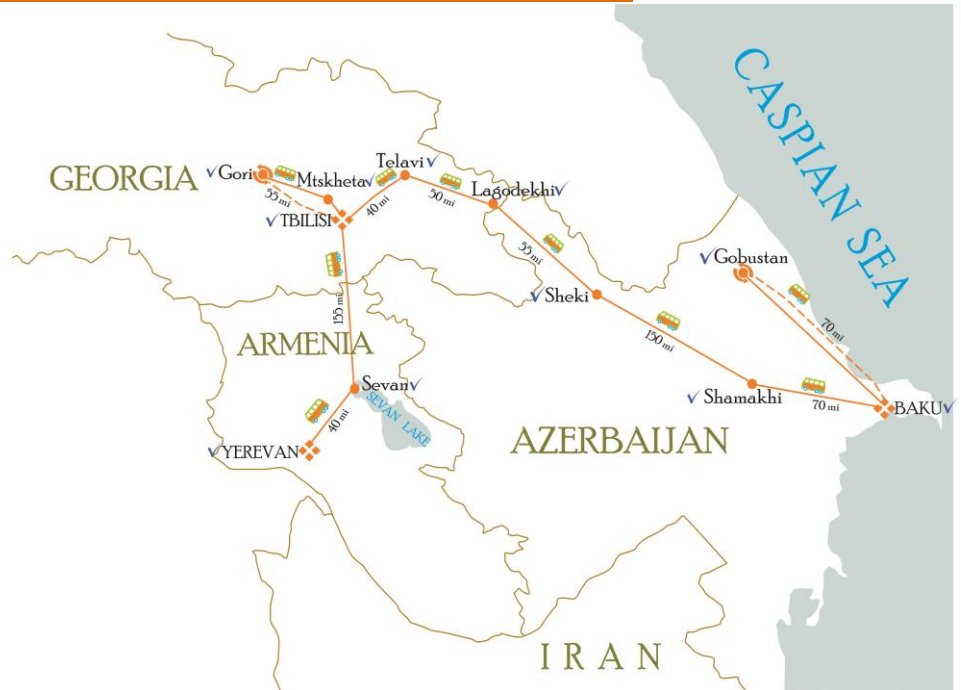 CASPIAN SEA
GEORGIA
Gori
Mtskheta
55 mi
TBILISI
Telavi
40 mi
50 mi
Lagodekhi
55 mi
Sheki
150 mi
Gobustan
70 mi
Shamakhi
70 mi
BAKU
155 mi
ARMENIA
Sevan
SEVAN LAKE
40 mi
YEREVAN
AZERBAIJAN
IRAN